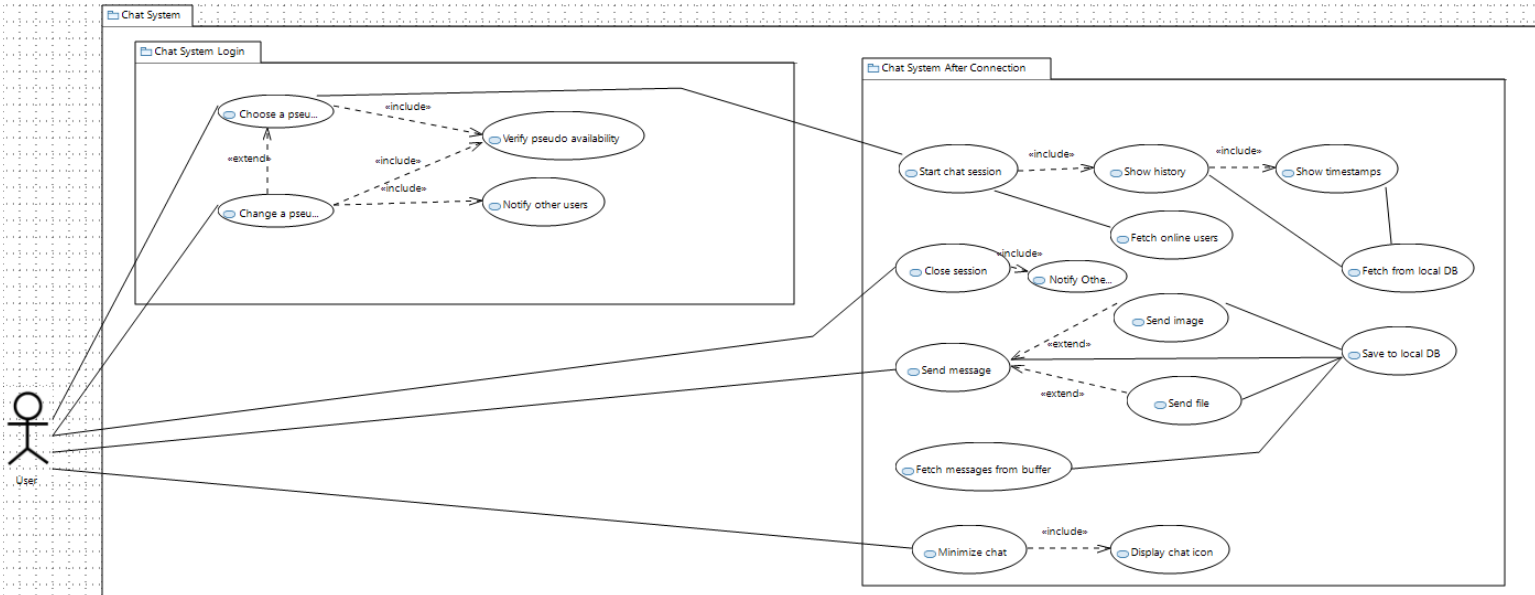 Chat System
Chat System Login
Chat System After Connection
Choose a pseu...
«include»
Verify pseudo availability
«extend»
«include»
Change a pseu...
«include»
Notify other users
Start chat session
«include»
Show history
«include»
Show timestamps
Fetch online users
Close session
«include»
Notify Othe...
Fetch from local DB
Send image
«extend»
Send message
Save to local DB
«extend»
Send file
Fetch messages from buffer
User
Minimize chat
«include»
Display chat icon